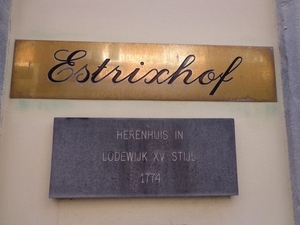 Estrixhof
HERENHUIS IN
LODEWIJK XV STIJL
1774